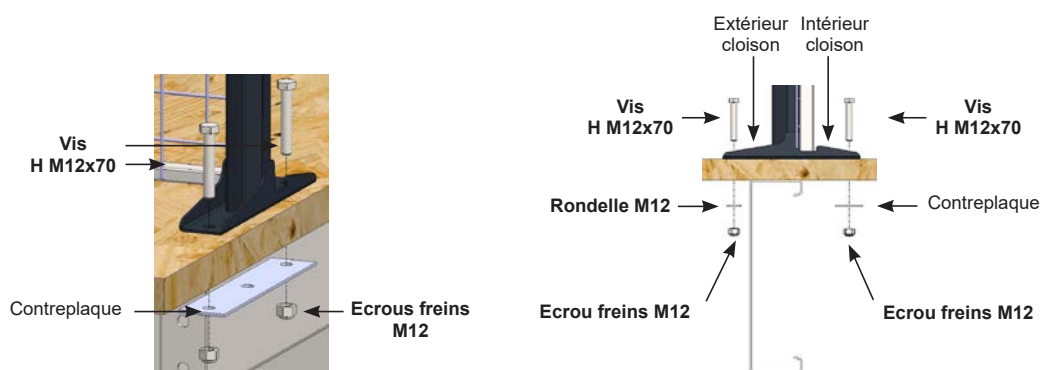 Vis
H M12x70
Contreplaque
Ecrous freins
M12
Extérieur
cloison
Intérieur
cloison
Vis
H M12x70
Vis
H M12x70
Rondelle M12
Contreplaque
Ecrou freins M12
Ecrou freins M12